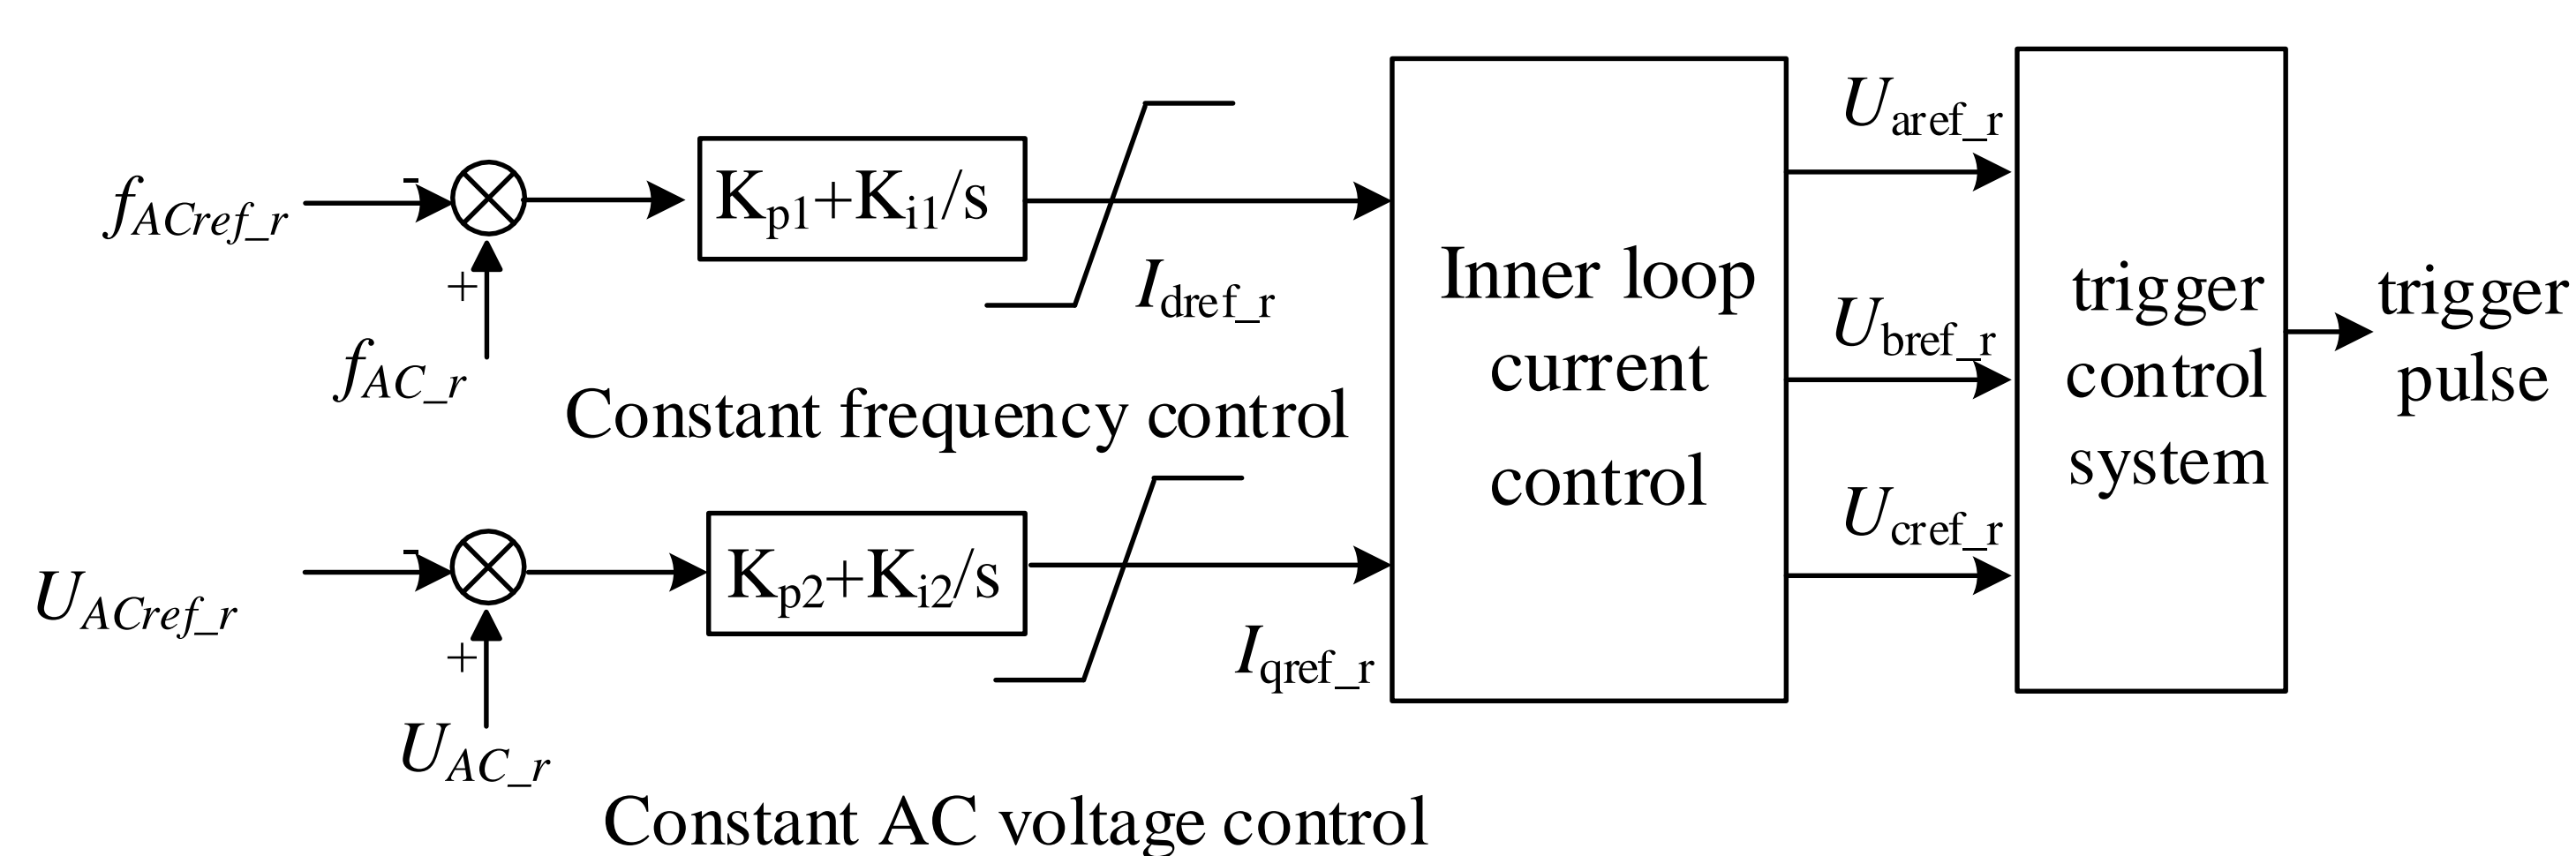 f_ACref_r
-
+
f_AC_r
K_p1+K_i1/s
I_dref_r
Constant frequency control
U_ACref_r
-
+
U_AC_r
K_p2+K_i2/s
I_qref_r
Constant AC voltage control
Inner loop
current
control
U_aref_r
U_bref_r
U_cref_r
trigger
control
system
trigger
pulse